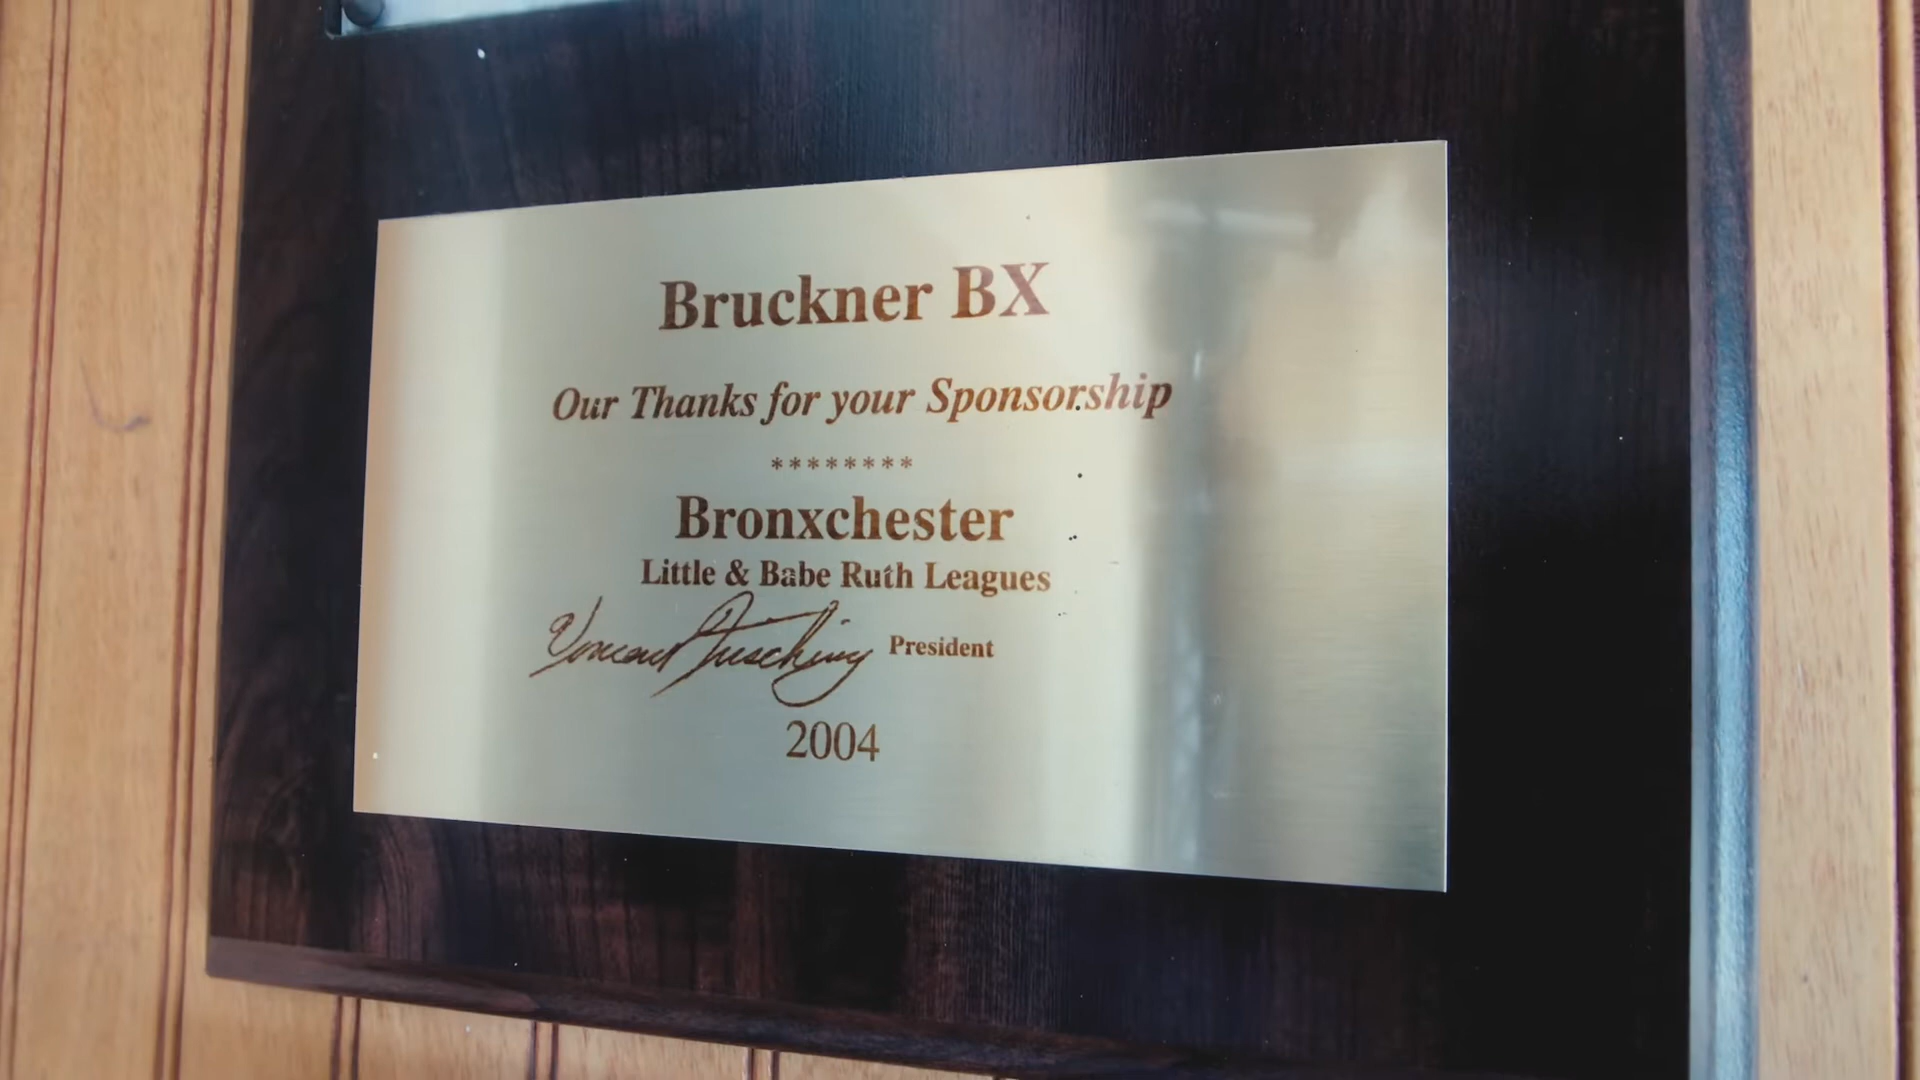 Bruckner BX
Our Thanks for your Sponsorship
********
Bronxchester
Little & Babe Ruth Leagues
President
2004